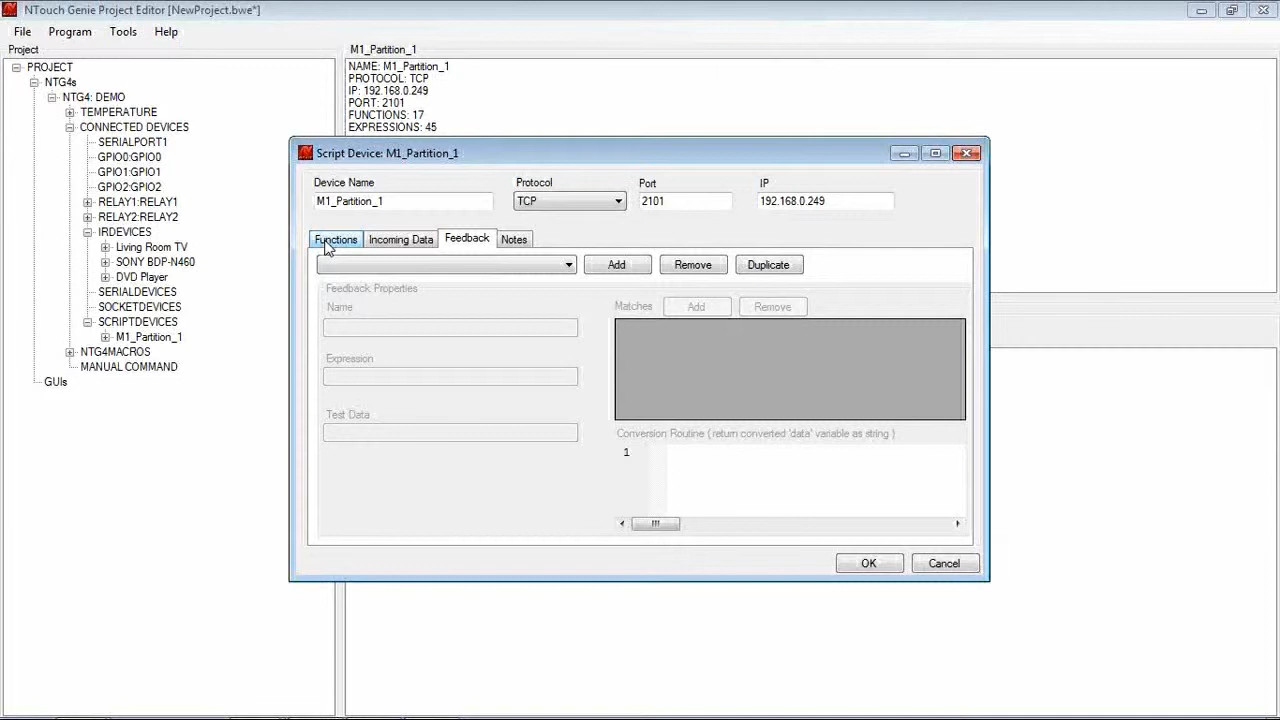 NTouch Genie Project Editor [NewProject.bwe*]
File Program Tools Help
Project
PROJECT
NTG4s
NTG4: DEMO
TEMPERATURE
CONNECTED DEVICES
SERIALPORT1
GPIO0:GPIO0
GPIO1:GPIO1
GPIO2:GPIO2
RELAY1:RELAY1
RELAY2:RELAY2
IRDEVICES
Living Room TV
SONY BDP-N460
DVD Player
SERIALDEVICES
SOCKETDEVICES
SCRIPTDEVICES
M1_Partition_1
NTG4MACROS
MANUAL COMMAND
GUIs
M1_Partition_1
NAME: M1_Partition_1
PROTOCOL: TCP
IP: 192.168.0.249
PORT: 2101
FUNCTIONS: 17
EXPRESSIONS: 45
Script Device: M1_Partition_1
Device Name Protocol Port IP
M1_Partition_1 TCP 2101 192.168.0.249
Functions Incoming Data Feedback Notes
Add Remove Duplicate
Feedback Properties
Name
Expression
Test Data
Matches Add Remove
Conversion Routine ( return converted 'data' variable as string )
1
OK Cancel